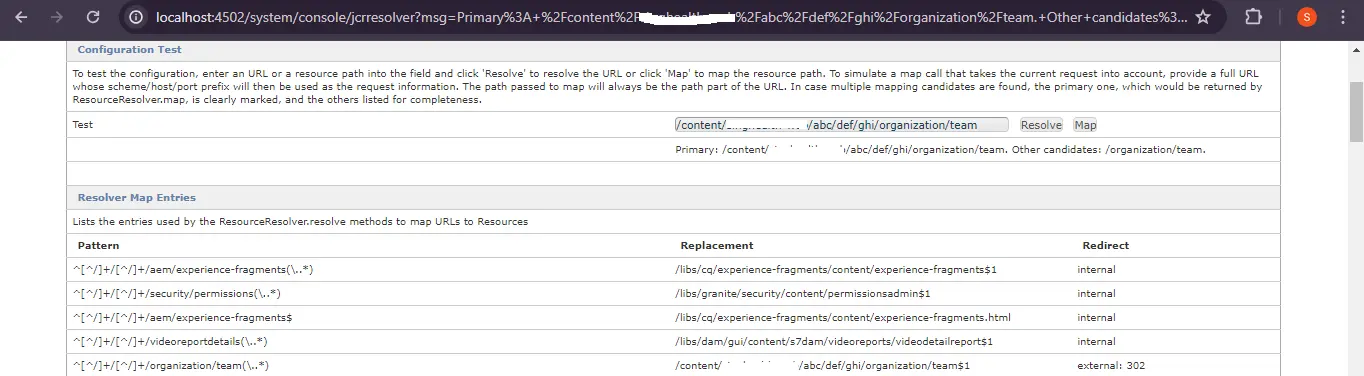 localhost:4502/system/console/jcrresolver?msg=Primary%3A+%2Fcontent%2F %2Fabc%2Fdef%2Fghi%2Forganization%2Fteam.+Other+candidates%3...
S
Configuration Test
To test the configuration, enter an URL or a resource path into the field and click 'Resolve' to resolve the URL or click 'Map' to map the resource path. To simulate a map call that takes the current request into account, provide a full URL
whose scheme/host/port prefix will then be used as the request information. The path passed to map will always be the path part of the URL. In case multiple mapping candidates are found, the primary one, which would be returned by
ResourceResolver.map, is clearly marked, and the others listed for completeness.
Test /content/ /abc/def/ghi/organization/team Resolve Map
Primary: /content/ /abc/def/ghi/organization/team. Other candidates: /organization/team.
Resolver Map Entries
Lists the entries used by the ResourceResolver.resolve methods to map URLs to Resources
Pattern Replacement Redirect
^[^/]+/[^/]+/aem/experience-fragments(\..*) /libs/cq/experience-fragments/content/experience-fragments$1 internal
^[^/]+/[^/]+/security/permissions(\..*) /libs/granite/security/content/permissionsadmin$1 internal
^[^/]+/[^/]+/aem/experience-fragments$ /libs/cq/experience-fragments/content/experience-fragments.html internal
^[^/]+/[^/]+/videoreportdetails(\..*) /libs/dam/gui/content/s7dam/videoreports/videodetailreport$1 internal
^[^/]+/[^/]+/organization/team(\..*) /content/ /abc/def/ghi/organization/team$1 external: 302